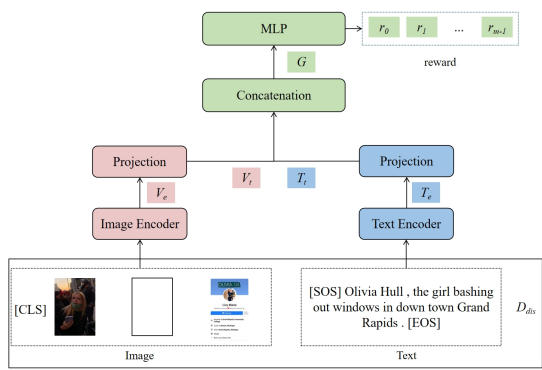 MLP
r0 r1 ... rm-1
G
reward
Concatenation
Projection
Projection
Vt
Tt
Ve
Te
Image Encoder
Text Encoder
[CLS]
[SOS] Olivia Hull , the girl bashing
out windows in down town Grand
Rapids . [EOS]
Ddis
Image
Text